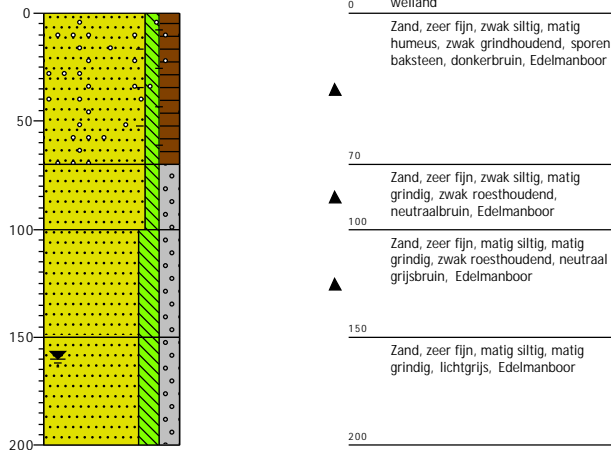 0
50
100
150
200
0
weiland
Zand, zeer fijn, zwak siltig, matig
humeus, zwak grindhoudend, sporen
baksteen, donkerbruin, Edelmanboor
70
Zand, zeer fijn, zwak siltig, matig
grindig, zwak roesthoudend,
neutraalbruin, Edelmanboor
100
Zand, zeer fijn, matig siltig, matig
grindig, zwak roesthoudend, neutraal
grijsbruin, Edelmanboor
150
Zand, zeer fijn, matig siltig, matig
grindig, lichtgrijs, Edelmanboor
200